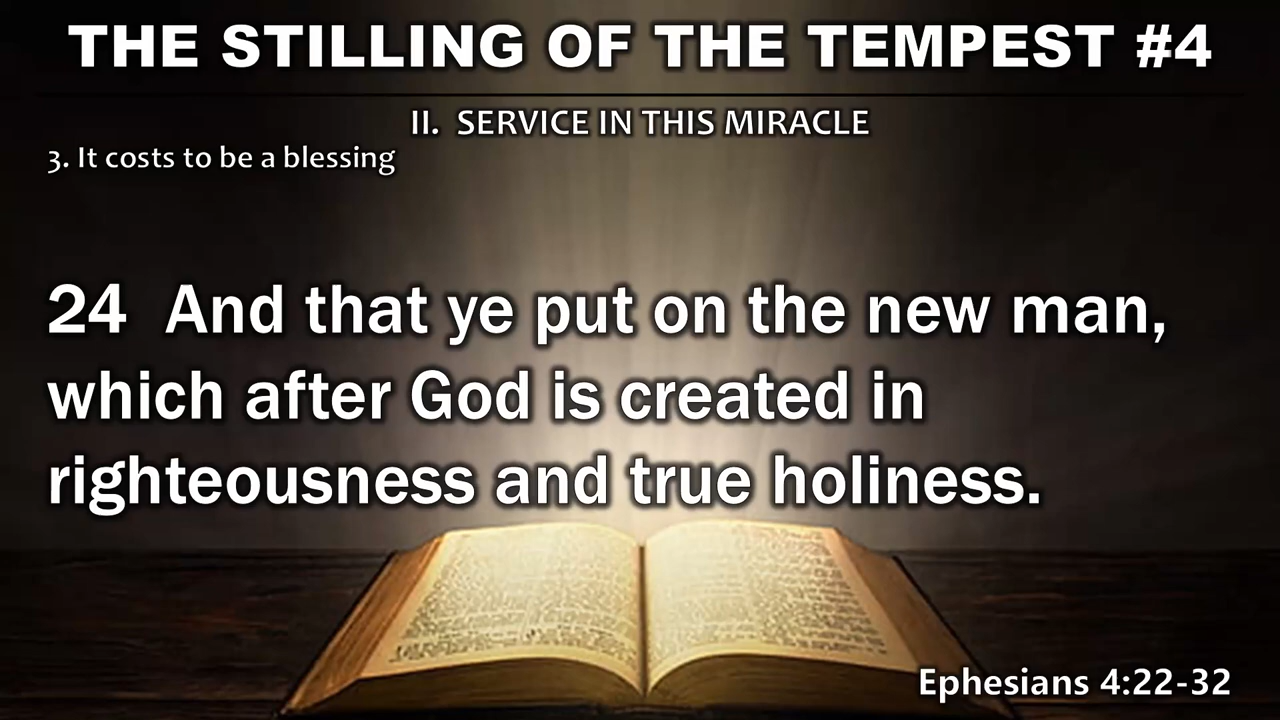 THE STILLING OF THE TEMPEST #4
II. SERVICE IN THIS MIRACLE
3. It costs to be a blessing
24 And that ye put on the new man,
which after God is created in
righteousness and true holiness.
Ephesians 4:22-32